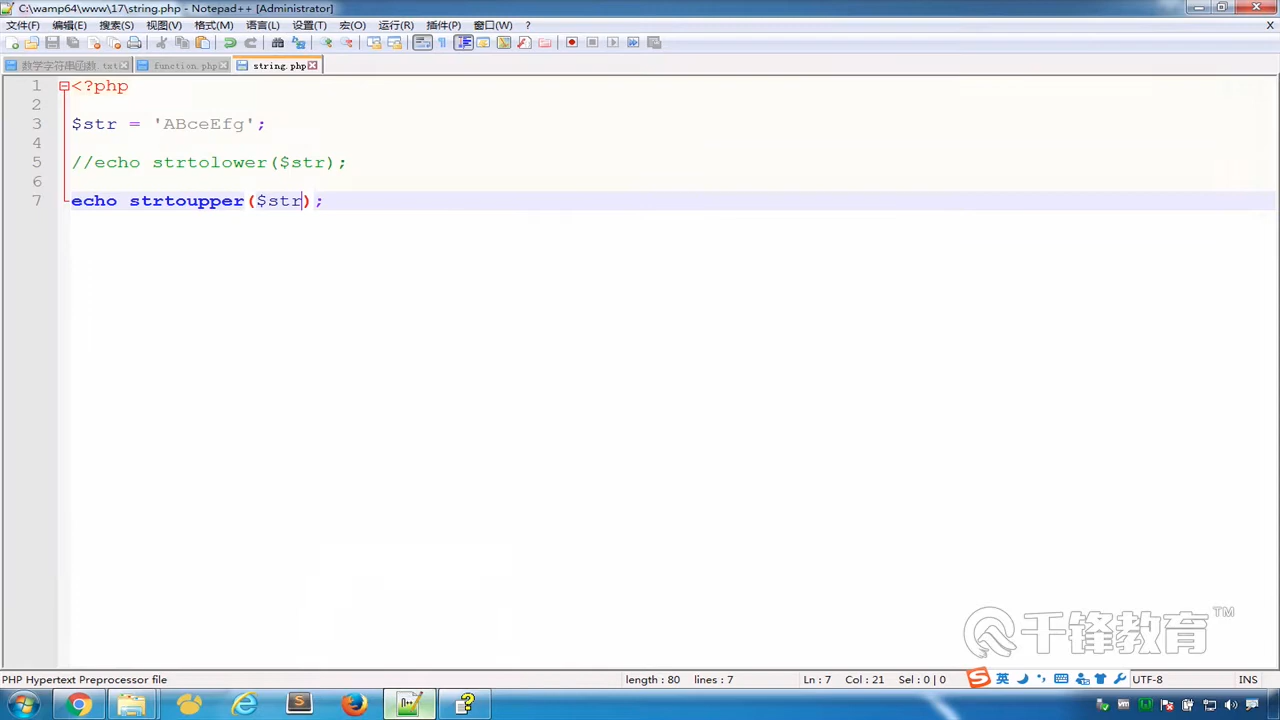 C:\wamp64\www\17\string.php - Notepad++ [Administrator]
文件(F) 编辑(E) 搜索(S) 视图(V) 格式(M) 语言(L) 设置(T) 宏(O) 运行(R) 插件(P) 窗口(W) ? X
数学字符串函数.txt function.php string.php
1 <?php
2
3 $str = 'ABceEfg';
4
5 //echo strtolower($str);
6
7 echo strtoupper($str);
千锋教育™
PHP Hypertext Preprocessor file length : 80 lines : 7 Ln : 7 Col : 21 Sel : 0 | 0 英 UTF-8 INS